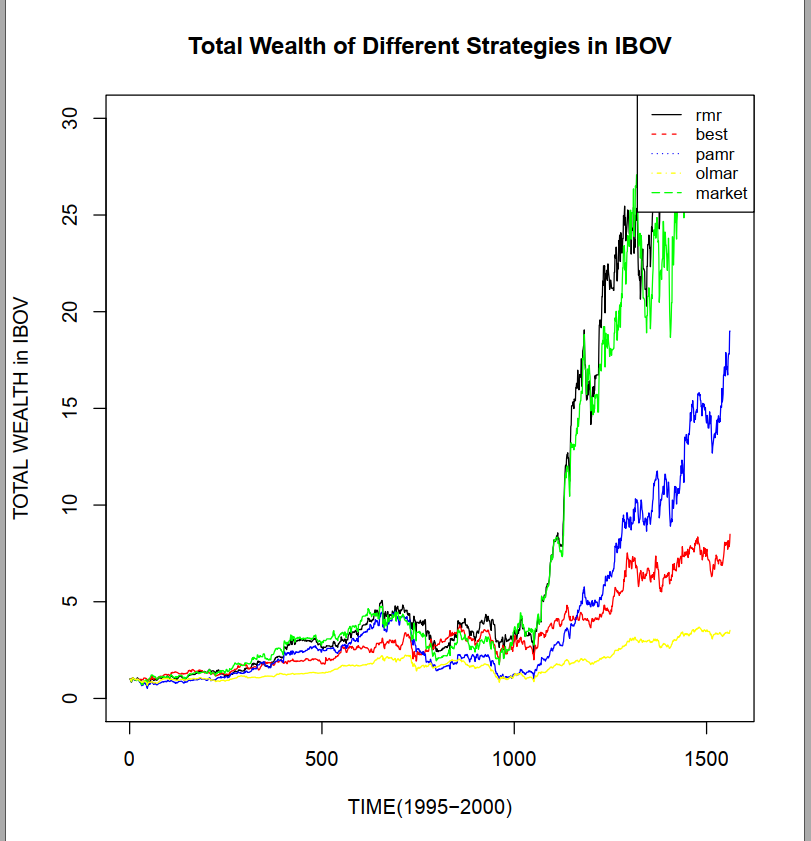 Total Wealth of Different Strategies in IBOV
rmr
best
pamr
olmar
market
TOTAL WEALTH in IBOV
30
25
20
15
10
5
0
0 500 1000 1500
TIME(1995−2000)